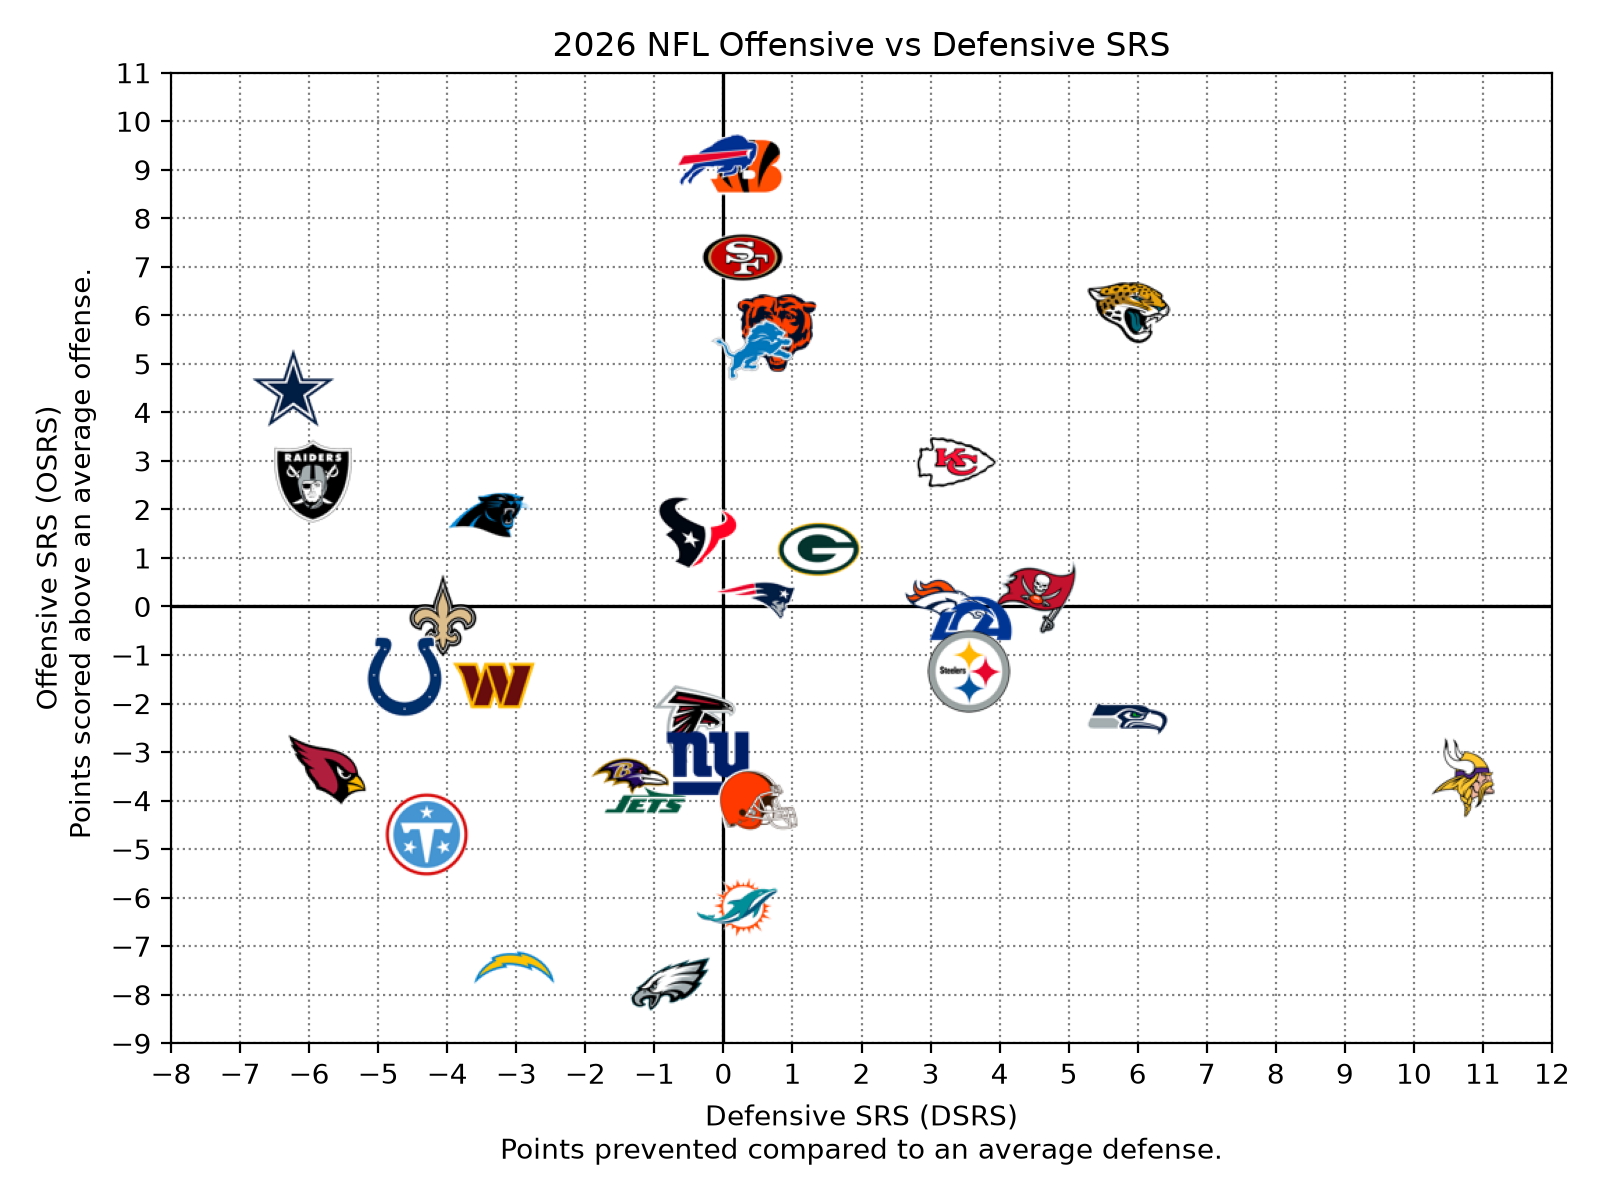 2026 NFL Offensive vs Defensive SRS
11
10
9
8
7
6
5
4
3
2
1
0
−1
−2
−3
−4
−5
−6
−7
−8
−9
Offensive SRS (OSRS)
Points scored above an average offense.
RAIDERS
SF
KC
G
W
Steelers
ny
B
JETS
T
−8 −7 −6 −5 −4 −3 −2 −1 0 1 2 3 4 5 6 7 8 9 10 11 12
Defensive SRS (DSRS)
Points prevented compared to an average defense.